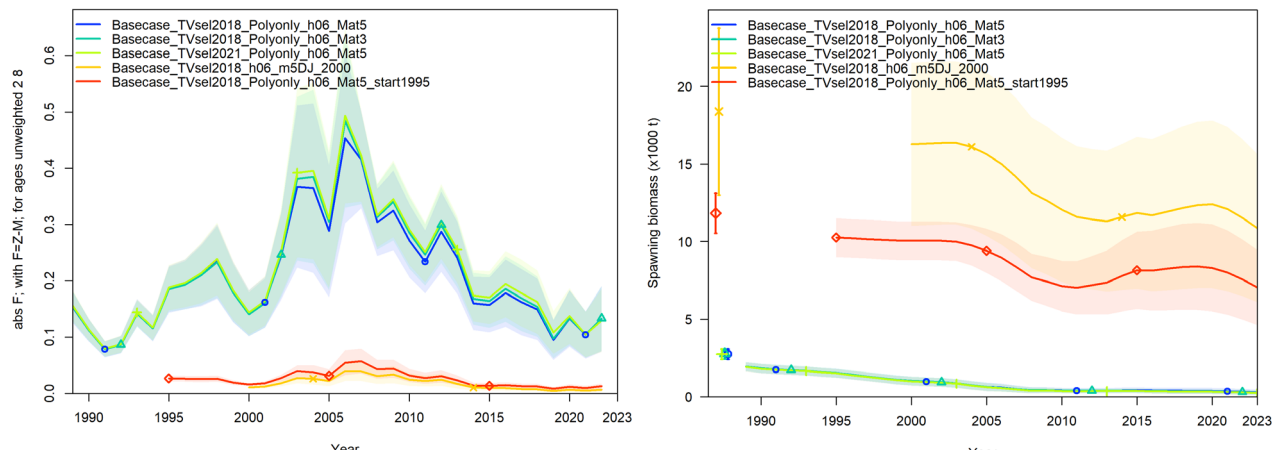 Basecase_TVsel2018_Polyonly_h06_Mat5
Basecase_TVsel2018_Polyonly_h06_Mat3
Basecase_TVsel2021_Polyonly_h06_Mat5
Basecase_TVsel2018_h06_m5DJ_2000
Basecase_TVsel2018_Polyonly_h06_Mat5_start1995
abs F; with F=Z-M; for ages unweighted 2 8
0.6
0.5
0.4
0.3
0.2
0.1
0.0
1990 1995 2000 2005 2010 2015 2020 2023
Year
Basecase_TVsel2018_Polyonly_h06_Mat5
Basecase_TVsel2018_Polyonly_h06_Mat3
Basecase_TVsel2021_Polyonly_h06_Mat5
Basecase_TVsel2018_h06_m5DJ_2000
Basecase_TVsel2018_Polyonly_h06_Mat5_start1995
Spawning biomass (x1000 t)
20
15
10
5
0
1990 1995 2000 2005 2010 2015 2020 2023